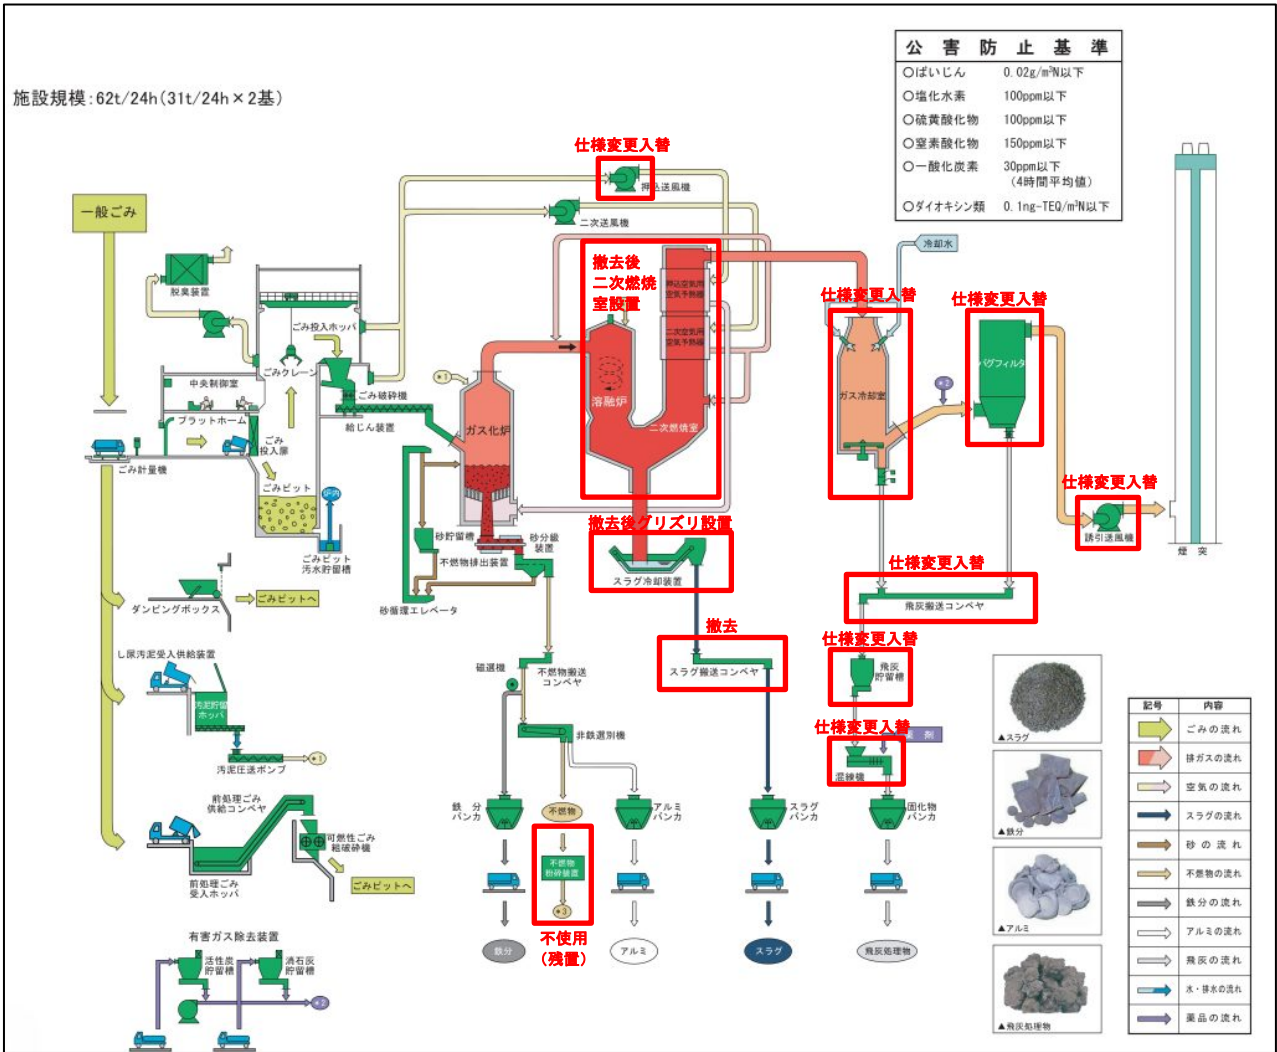 施設規模:62t/24h(31t/24h×2基)
公害防止基準
○ばいじん 0.02g/m³N以下
○塩化水素 100ppm以下
○硫黄酸化物 100ppm以下
○窒素酸化物 150ppm以下
○一酸化炭素 30ppm以下
(4時間平均値)
○ダイオキシン類 0.1ng-TEQ/m³N以下
仕様変更入替
押込送風機
二次送風機
一般ごみ
脱臭装置
ごみ投入ホッパ
ごみクレーン
中央制御室
プラットホーム
ごみ
投入扉
ごみ計量機
ごみピット
炉内
ごみピット
汚水貯留槽
ごみ破砕機
給じん装置
*1
ガス化炉
撤去後
二次燃焼
室設置
押込空気用
空気予熱器
二次空気用
空気予熱器
溶融炉
二次燃焼室
冷却水
仕様変更入替
ガス冷却室
*2
仕様変更入替
バグフィルタ
仕様変更入替
誘引送風機
煙突
砂貯留槽
不燃物排出装置
砂分級
装置
砂循環エレベータ
撤去後グリズリ設置
スラグ冷却装置
仕様変更入替
飛灰搬送コンベヤ
ダンピングボックス
ごみピットへ
し尿汚泥受入供給装置
汚泥貯留
ホッパ
汚泥圧送ポンプ
*1
磁選機
不燃物搬送
コンベヤ
非鉄選別機
撤去
スラグ搬送コンベヤ
仕様変更入替
飛灰
貯留槽
仕様変更入替
剤
混練機
前処理ごみ
供給コンベヤ
可燃性ごみ
粗破砕機
前処理ごみ
受入ホッパ
ごみピットへ
鉄分
バンカ
不燃物
アルミ
バンカ
スラグ
バンカ
固化物
バンカ
不燃物
粉砕装置
*3
不使用
(残置)
鉄分
アルミ
スラグ
飛灰処理物
有害ガス除去装置
活性炭
貯留槽
消石灰
貯留槽
*2
▲スラグ
▲鉄分
▲アルミ
▲飛灰処理物
記号 内容
ごみの流れ
排ガスの流れ
空気の流れ
スラグの流れ
砂の流れ
不燃物の流れ
鉄分の流れ
アルミの流れ
飛灰の流れ
水・排水の流れ
薬品の流れ